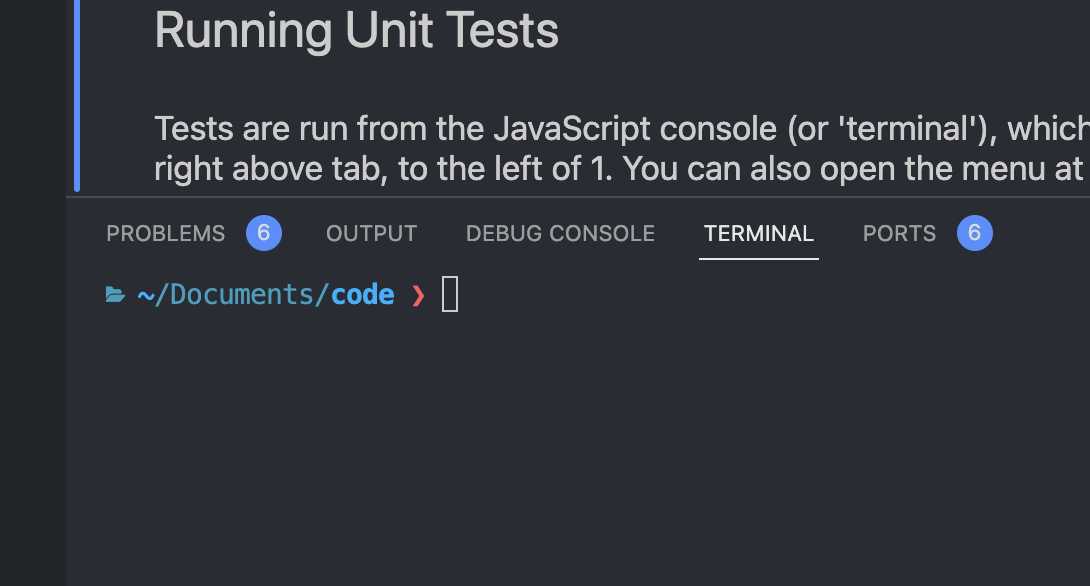 Running Unit Tests
Tests are run from the JavaScript console (or 'terminal'), which
right above tab, to the left of 1. You can also open the menu at
PROBLEMS 6 OUTPUT DEBUG CONSOLE TERMINAL PORTS 6
~/Documents/code ❯